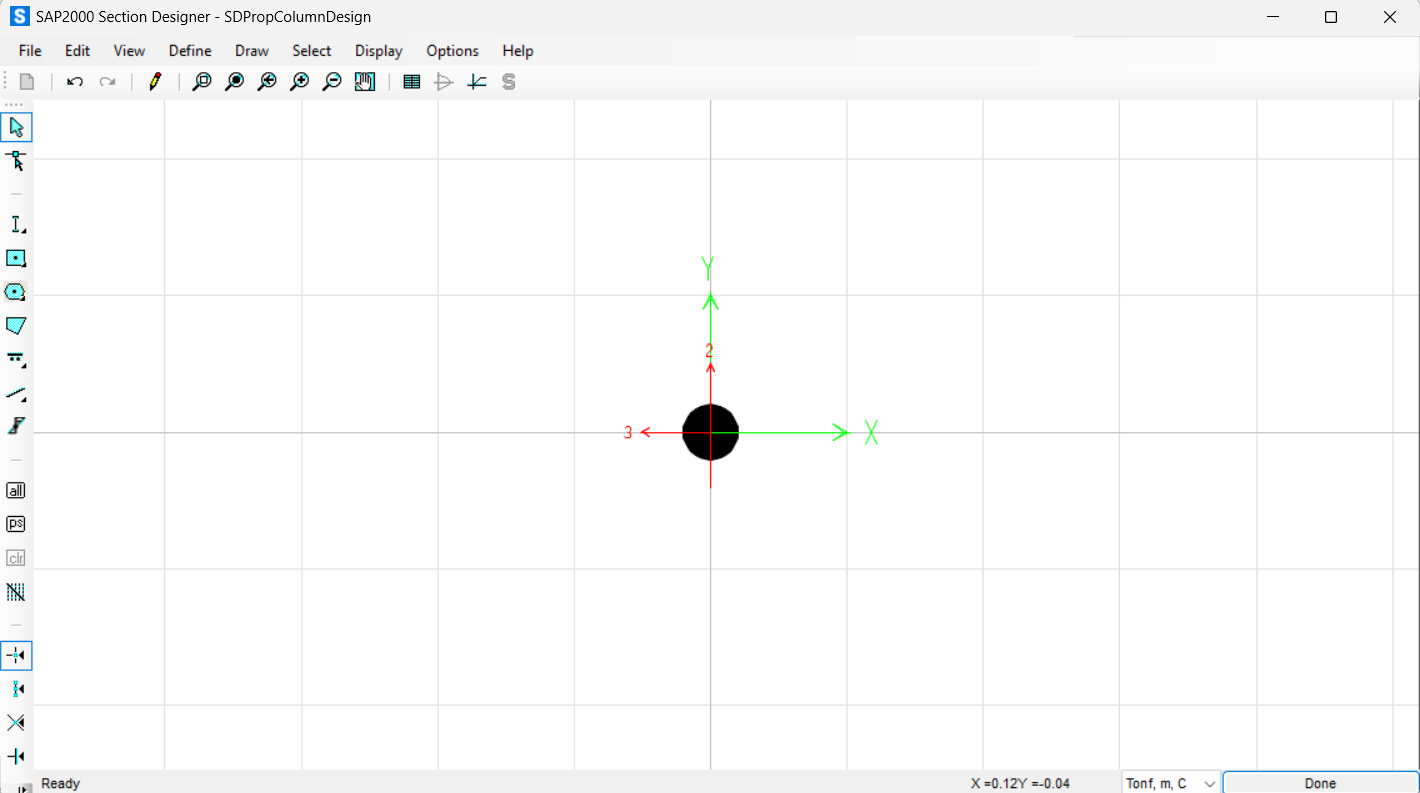 S SAP2000 Section Designer - SDPropColumnDesign
File Edit View Define Draw Select Display Options Help
S
Y
2
3
X
all
ps
clr
Ready X =0.12Y =-0.04 Tonf, m, C Done